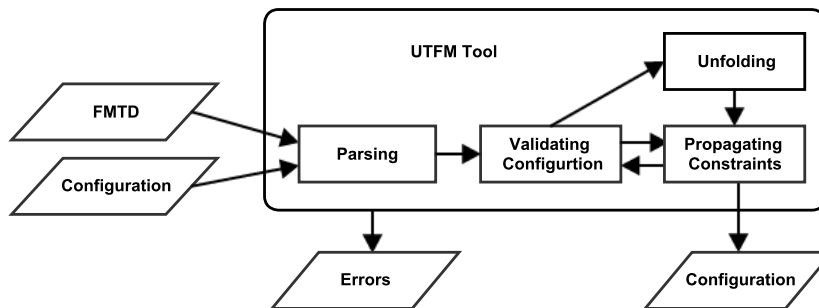 UTFM Tool
Unfolding
FMTD
Parsing
Validating
Configurtion
Propagating
Constraints
Configuration
Errors
Configuration